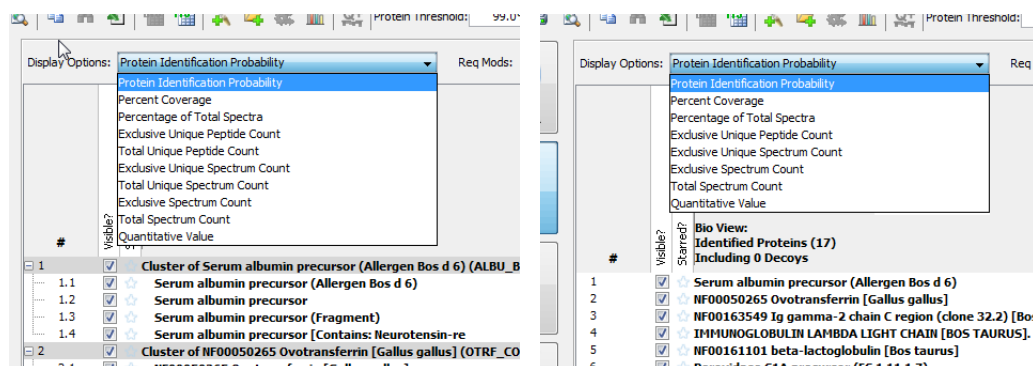 Protein Threshold: 99.0
Display Options: Protein Identification Probability Req Mods:
Protein Identification Probability
Percent Coverage
Percentage of Total Spectra
Exclusive Unique Peptide Count
Total Unique Peptide Count
Exclusive Unique Spectrum Count
Total Unique Spectrum Count
Exclusive Spectrum Count
Total Spectrum Count
Quantitative Value
# Visible?
1 Cluster of Serum albumin precursor (Allergen Bos d 6) (ALBU_B
1.1 Serum albumin precursor (Allergen Bos d 6)
1.2 Serum albumin precursor
1.3 Serum albumin precursor (Fragment)
1.4 Serum albumin precursor [Contains: Neurotensin-re
2 Cluster of NF00050265 Ovotransferrin [Gallus gallus] (OTRF_CO
Protein Threshold:
Display Options: Protein Identification Probability Req
Protein Identification Probability
Percent Coverage
Percentage of Total Spectra
Exclusive Unique Peptide Count
Exclusive Unique Spectrum Count
Exclusive Spectrum Count
Total Spectrum Count
Quantitative Value
# Visible? Starred?
Bio View:
Identified Proteins (17)
Including 0 Decoys
1 Serum albumin precursor (Allergen Bos d 6)
2 NF00050265 Ovotransferrin [Gallus gallus]
3 NF00163549 Ig gamma-2 chain C region (clone 32.2) [Bos
4 IMMUNOGLOBULIN LAMBDA LIGHT CHAIN [BOS TAURUS].
5 NF00161101 beta-lactoglobulin [Bos taurus]